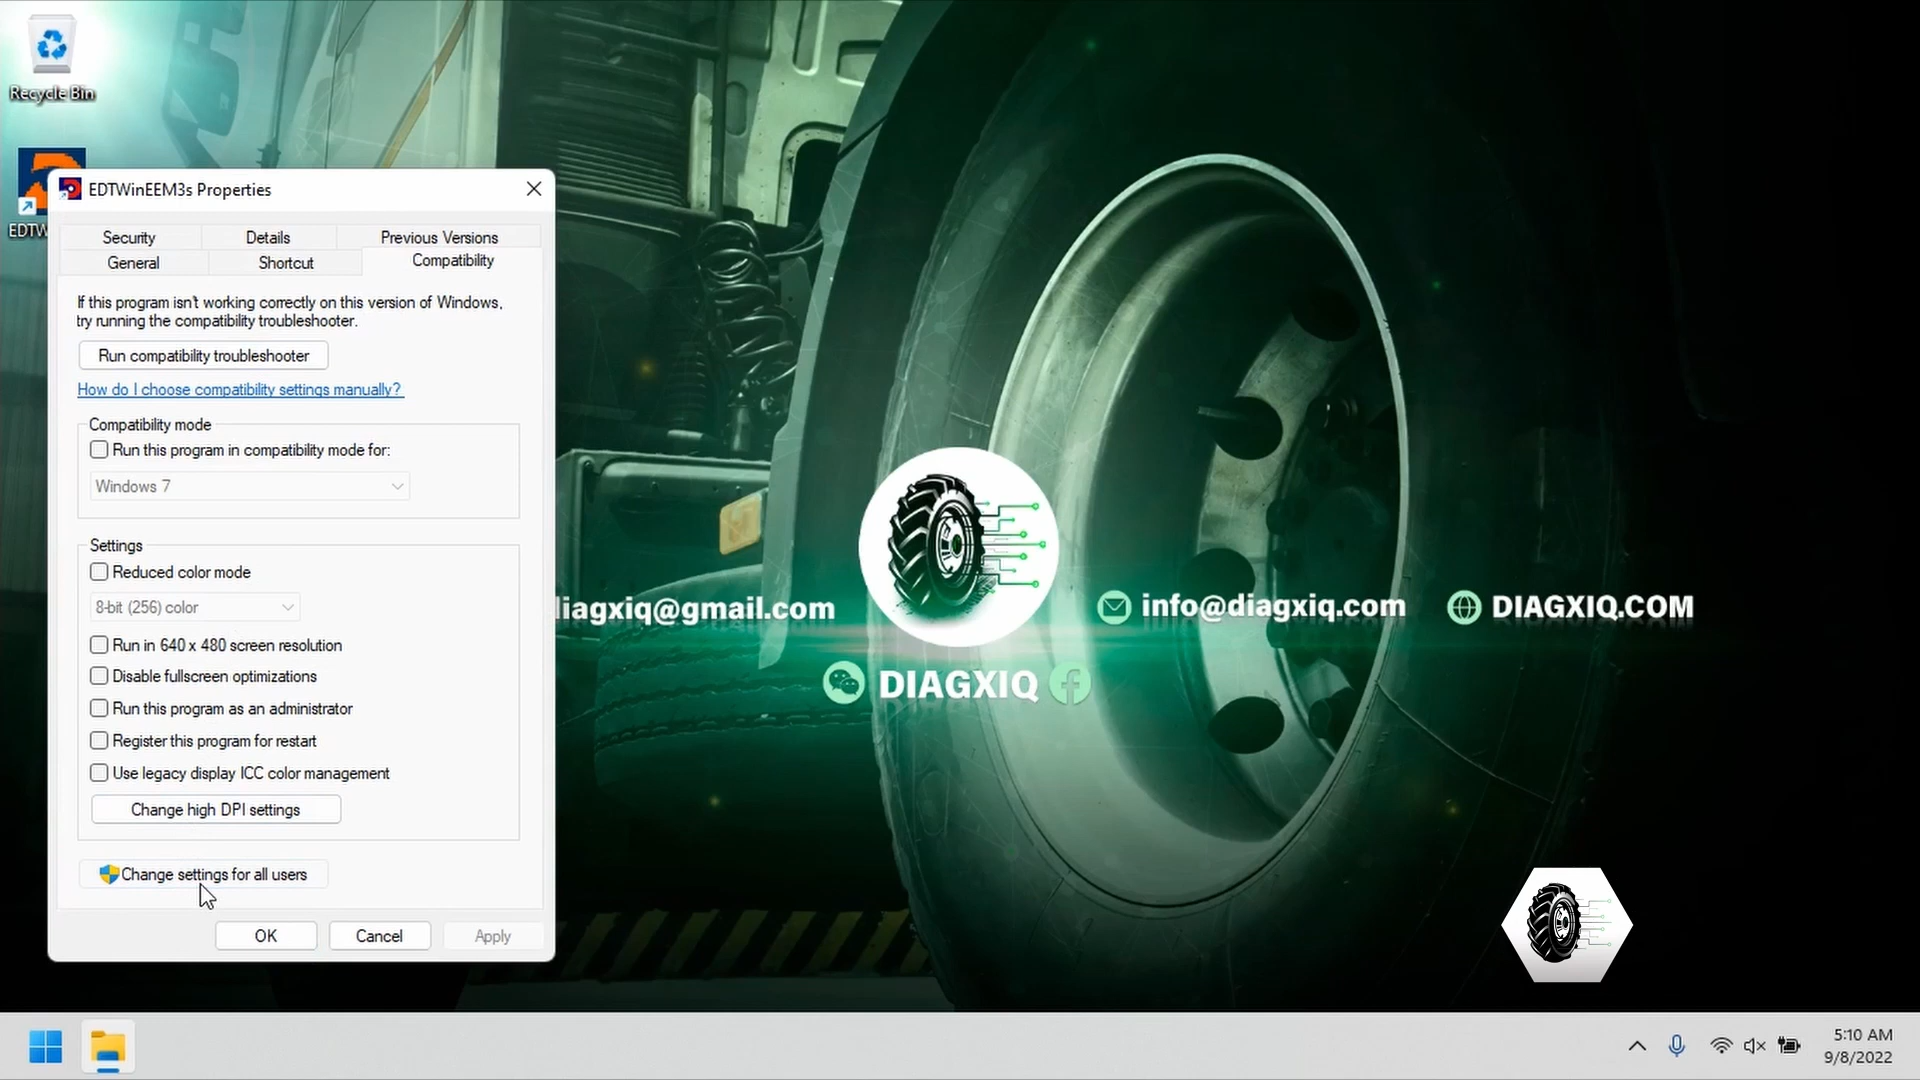 Recycle Bin
EDTW
EDTWinEEM3s Properties
Security
Details
Previous Versions
General
Shortcut
Compatibility
If this program isn't working correctly on this version of Windows,
try running the compatibility troubleshooter.
Run compatibility troubleshooter
How do I choose compatibility settings manually?
Compatibility mode
Run this program in compatibility mode for:
Windows 7
Settings
Reduced color mode
8-bit (256) color
Run in 640 x 480 screen resolution
Disable fullscreen optimizations
Run this program as an administrator
Register this program for restart
Use legacy display ICC color management
Change high DPI settings
Change settings for all users
OK
Cancel
Apply
diagxiq@gmail.com
info@diagxiq.com
DIAGXIQ.COM
DIAGXIQ
5:10 AM
9/8/2022